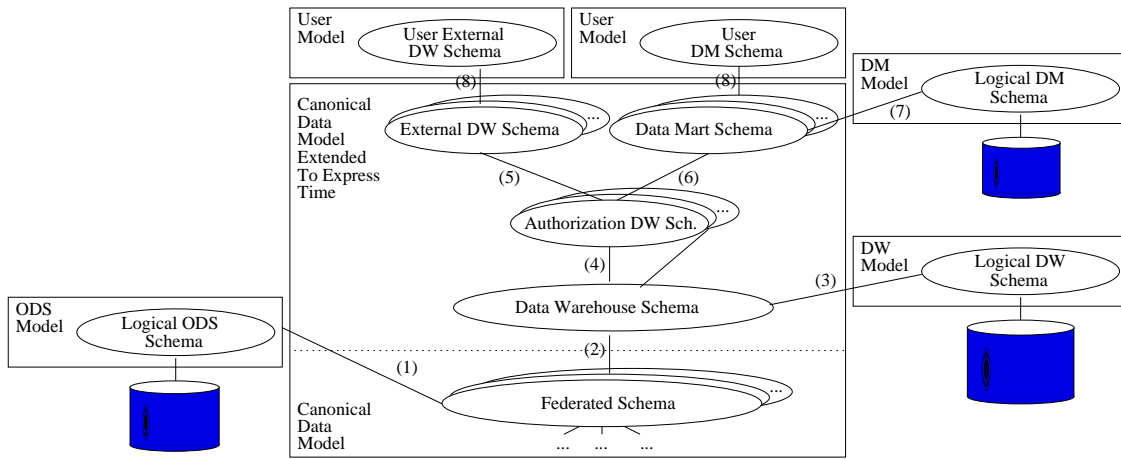 User
Model
User External
DW Schema
User
Model
User
DM Schema
(8)
(8)
DM
Model
Logical DM
Schema
(7)
Canonical
Data
Model
Extended
To Express
Time
External DW Schema
...
Data Mart Schema
...
(5)
(6)
Authorization DW Sch.
...
(4)
DW
Model
Logical DW
Schema
(3)
Data Warehouse Schema
ODS
Model
Logical ODS
Schema
(2)
(1)
Canonical
Data
Model
Federated Schema
...
... ... ...